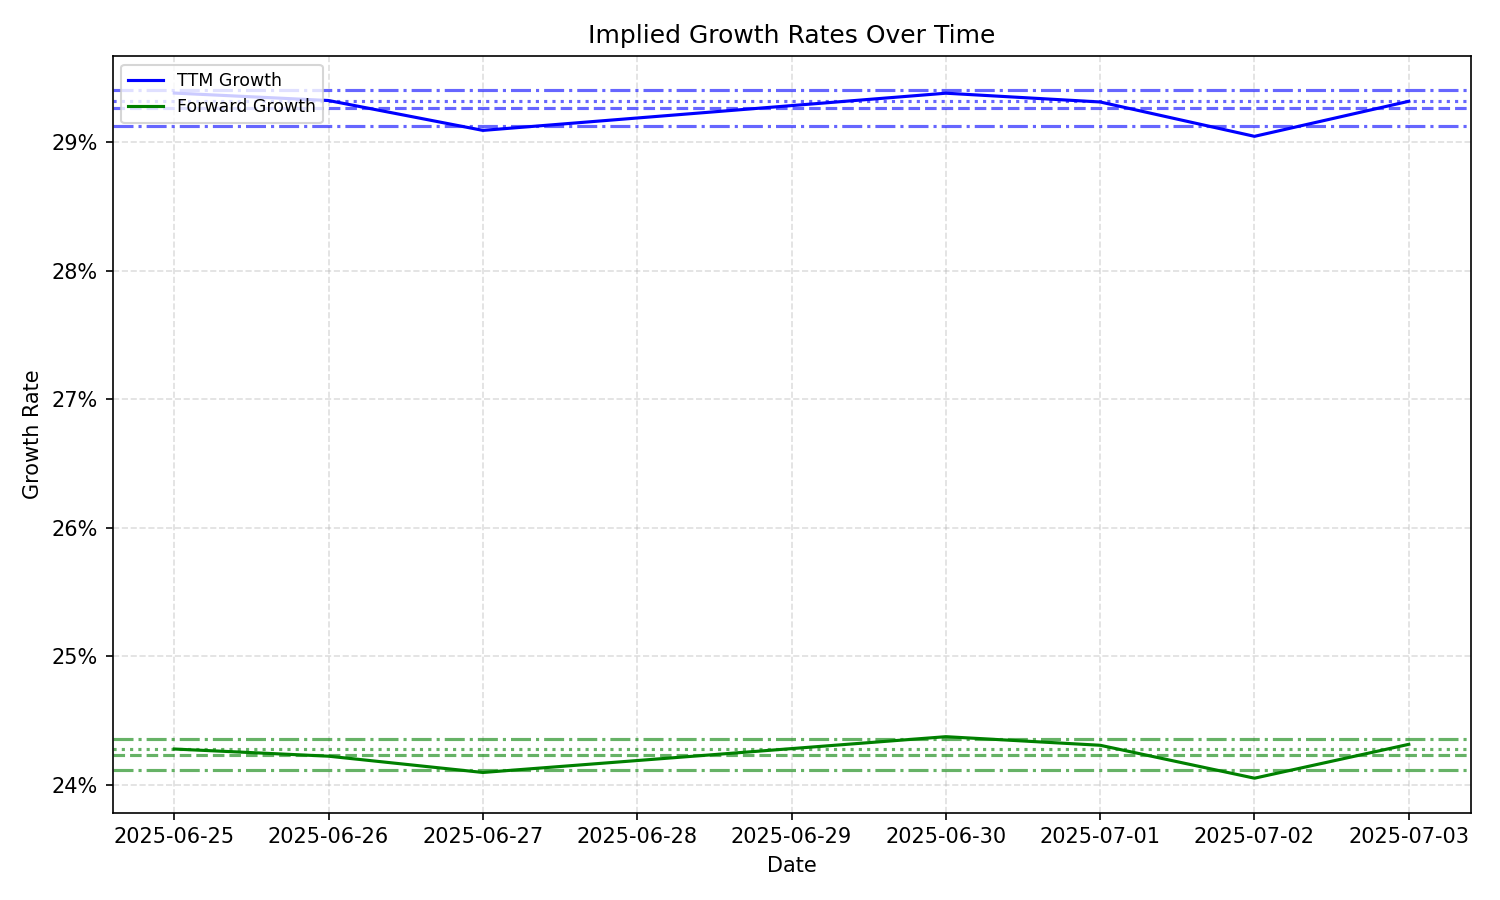 Implied Growth Rates Over Time
TTM Growth
Forward Growth
29%
28%
27%
26%
25%
24%
Growth Rate
2025-06-25 2025-06-26 2025-06-27 2025-06-28 2025-06-29 2025-06-30 2025-07-01 2025-07-02 2025-07-03
Date